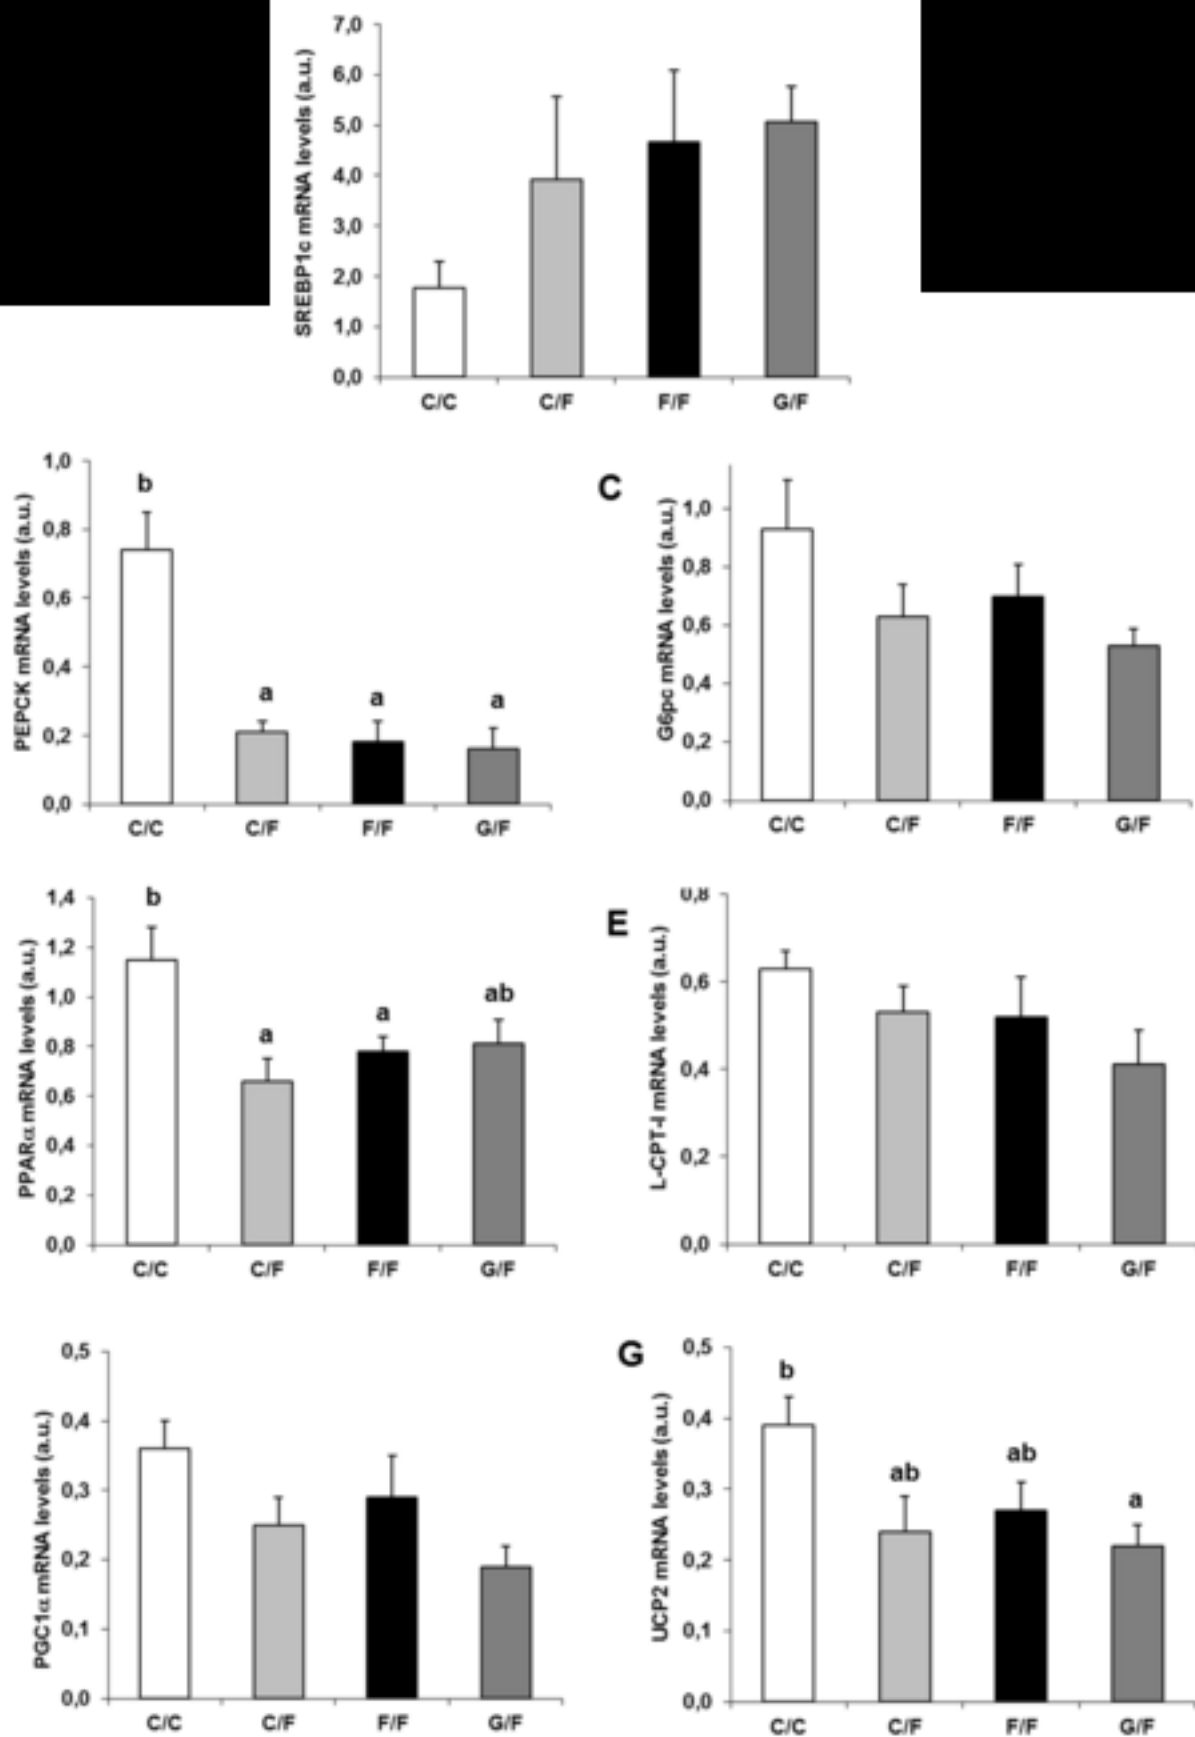 SREBP1c mRNA levels (a.u.)
7,0
6,0
5,0
4,0
3,0
2,0
1,0
0,0
C/C C/F F/F G/F
PEPCK mRNA levels (a.u.)
1,0
0,8
0,6
0,4
0,2
0,0
b
a
a
a
C/C C/F F/F G/F
C
G6pc mRNA levels (a.u.)
1,0
0,8
0,6
0,4
0,2
0,0
C/C C/F F/F G/F
PPARα mRNA levels (a.u.)
1,4
1,2
1,0
0,8
0,6
0,4
0,2
0,0
b
a
a
ab
C/C C/F F/F G/F
E
L-CPT-I mRNA levels (a.u.)
0,8
0,6
0,4
0,2
0,0
C/C C/F F/F G/F
PGC1α mRNA levels (a.u.)
0,5
0,4
0,3
0,2
0,1
0,0
C/C C/F F/F G/F
G
UCP2 mRNA levels (a.u.)
0,5
0,4
0,3
0,2
0,1
0,0
b
ab
ab
a
C/C C/F F/F G/F